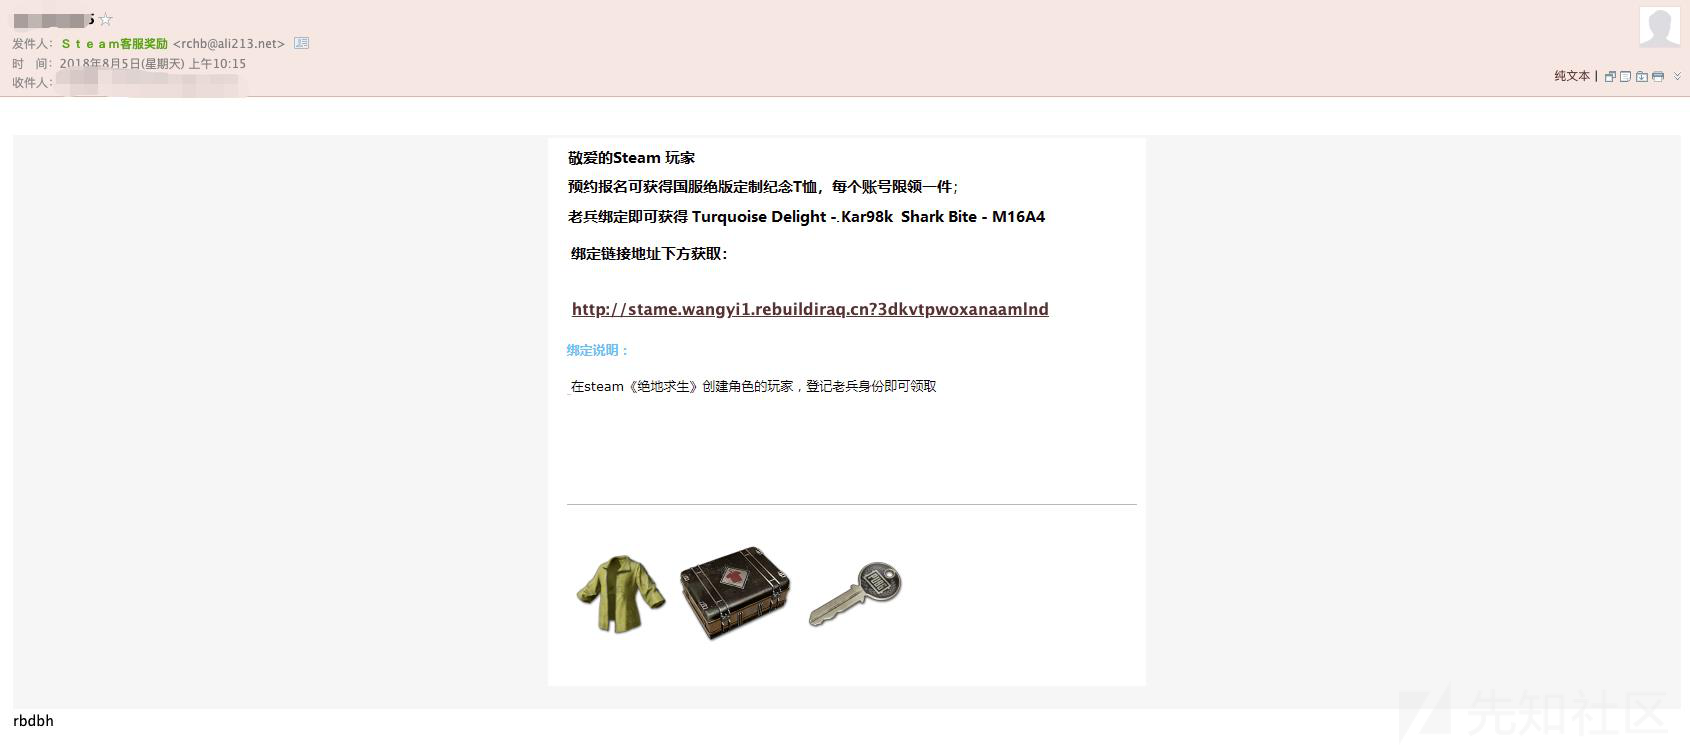 5
发件人：Ｓｔｅａｍ客服奖励 <rchb@ali213.net>
时　间：2018年8月5日(星期天) 上午10:15
收件人：
纯文本 |
敬爱的Steam 玩家
预约报名可获得国服绝版定制纪念T恤，每个账号限领一件；
老兵绑定即可获得 Turquoise Delight -.Kar98k  Shark Bite - M16A4
绑定链接地址下方获取：
http://stame.wangyi1.rebuildiraq.cn?3dkvtpwoxanaamlnd
绑定说明：
在steam《绝地求生》创建角色的玩家，登记老兵身份即可领取
PUBG
rbdbh
先知社区